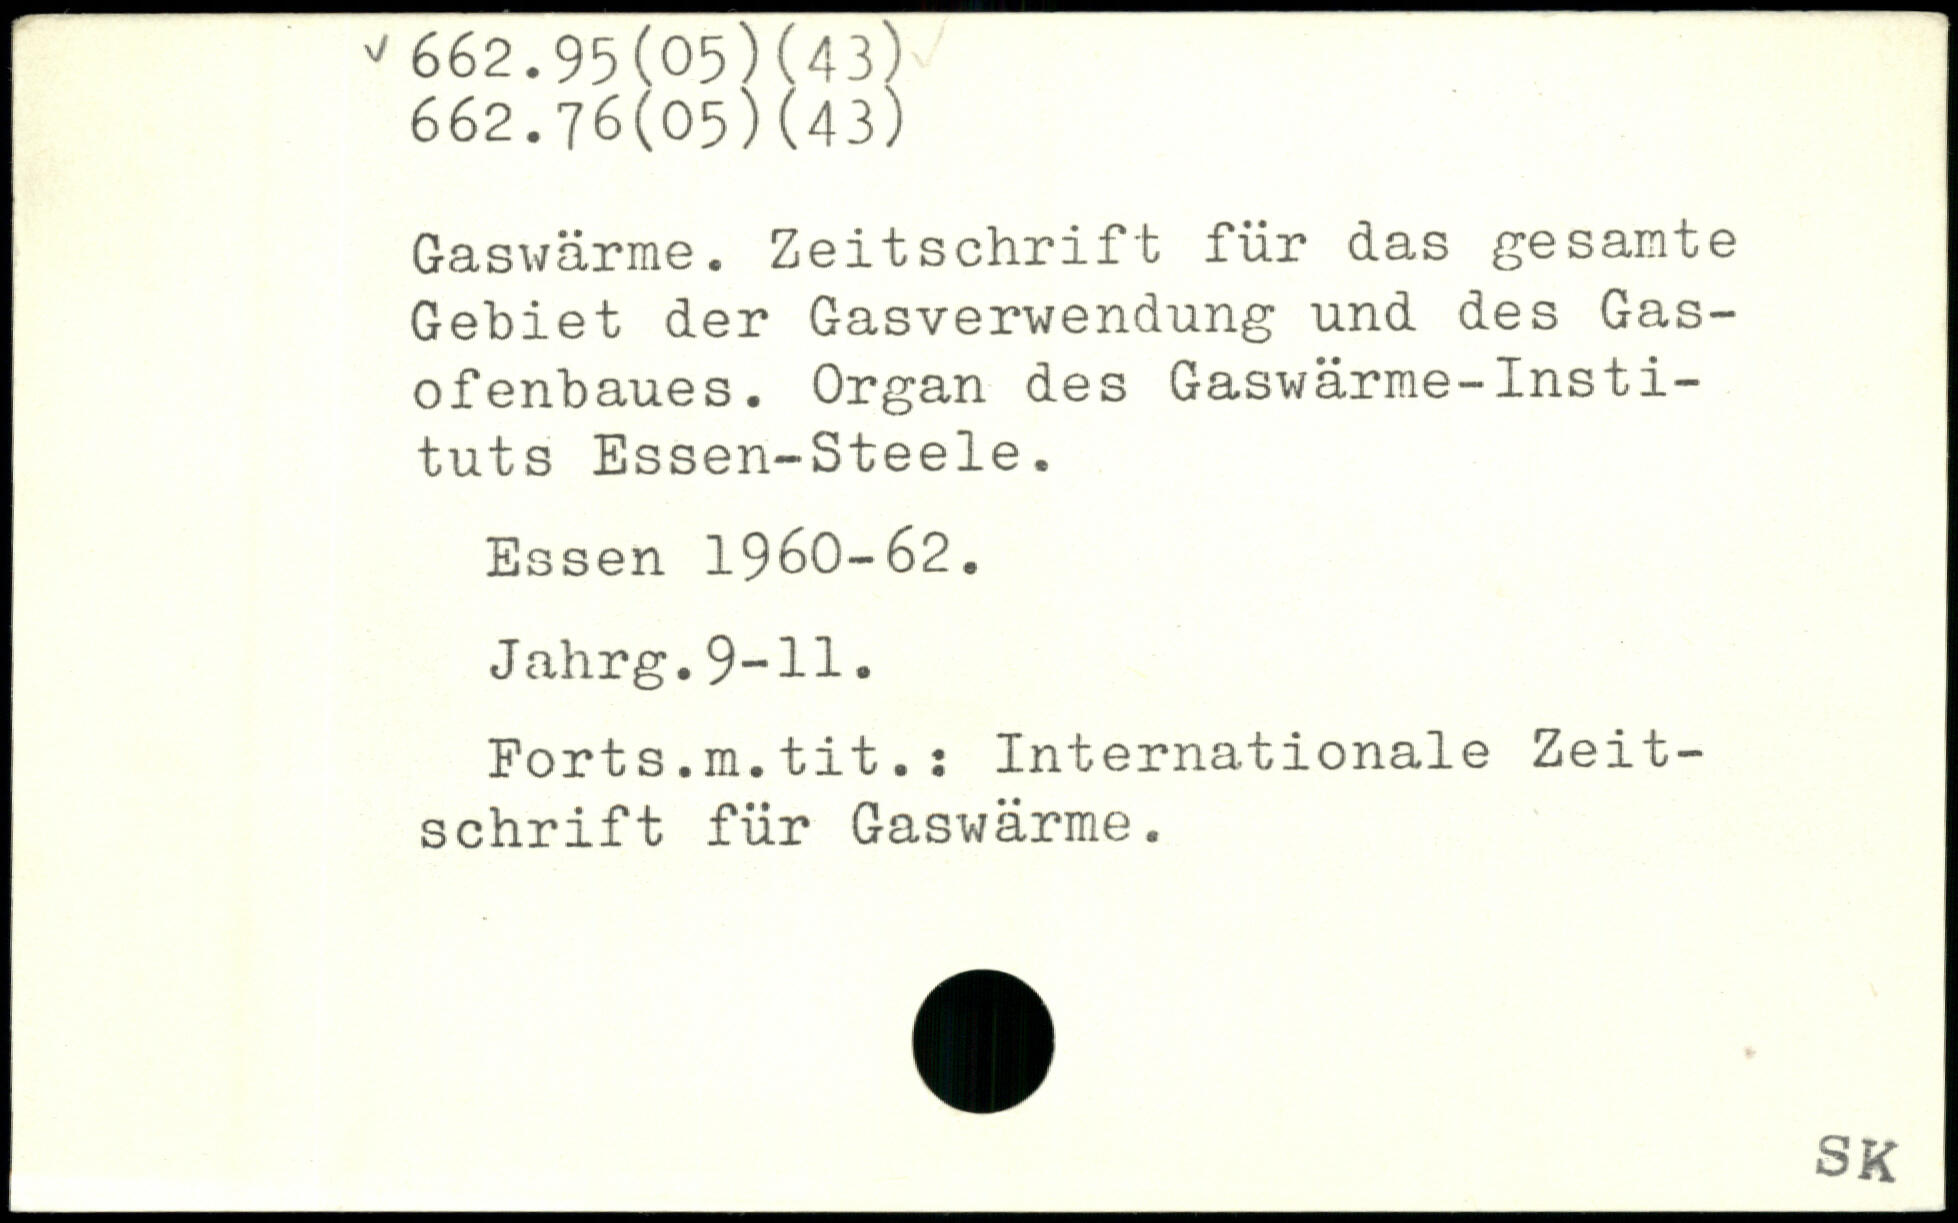 ✓ 662.95(05)(43) ✓
662.76(05)(43)
Gaswärme. Zeitschrift für das gesamte
Gebiet der Gasverwendung und des Gas-
ofenbaues. Organ des Gaswärme-Insti-
tuts Essen-Steele.
Essen 1960-62.
Jahrg.9-11.
Forts.m.tit.: Internationale Zeit-
schrift für Gaswärme.
SK